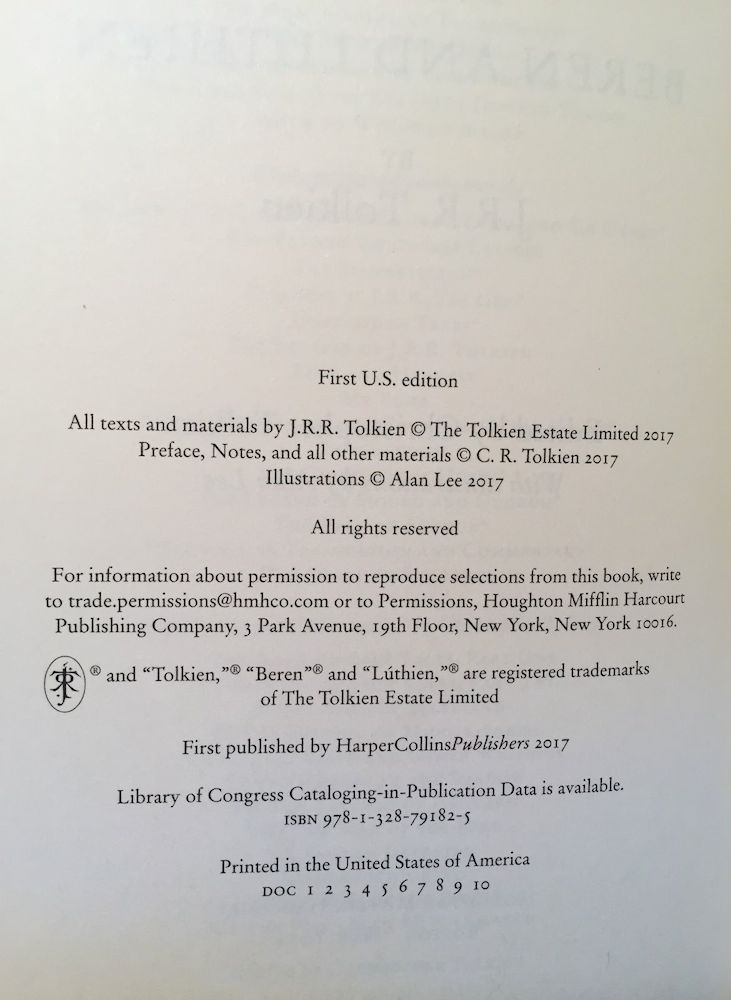 First U.S. edition
All texts and materials by J.R.R. Tolkien © The Tolkien Estate Limited 2017
Preface, Notes, and all other materials © C. R. Tolkien 2017
Illustrations © Alan Lee 2017
All rights reserved
For information about permission to reproduce selections from this book, write
to trade.permissions@hmhco.com or to Permissions, Houghton Mifflin Harcourt
Publishing Company, 3 Park Avenue, 19th Floor, New York, New York 10016.
® and “Tolkien,”® “Beren”® and “Lúthien,”® are registered trademarks
of The Tolkien Estate Limited
First published by HarperCollinsPublishers 2017
Library of Congress Cataloging-in-Publication Data is available.
ISBN 978-1-328-79182-5
Printed in the United States of America
DOC 1 2 3 4 5 6 7 8 9 10